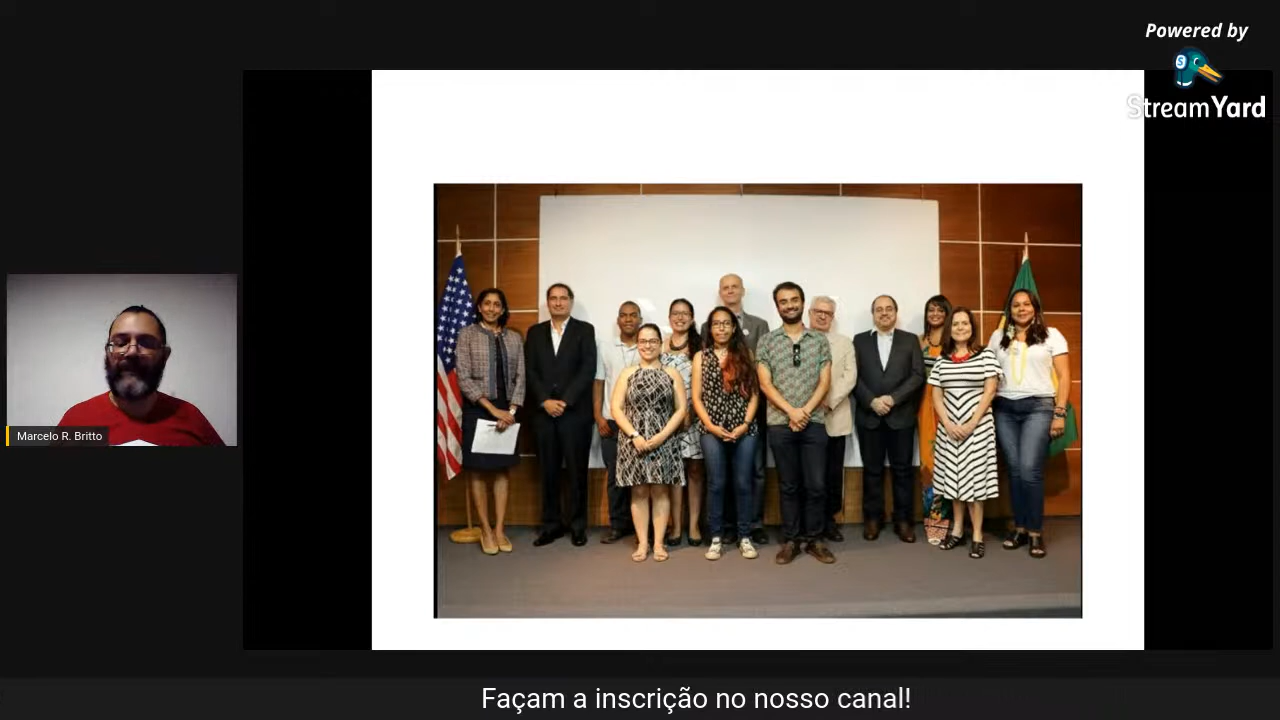 Powered by
StreamYard
Marcelo R. Britto
Façam a inscrição no nosso canal!